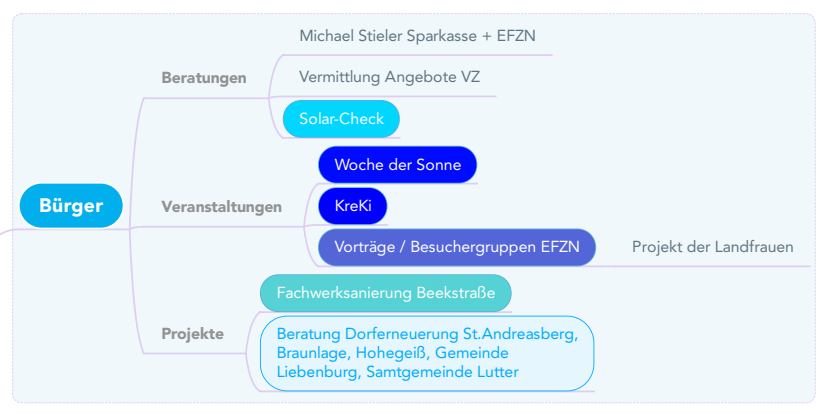 Michael Stieler Sparkasse + EFZN
Beratungen
Vermittlung Angebote VZ
Solar-Check
Woche der Sonne
Bürger
Veranstaltungen
KreKi
Vorträge / Besuchergruppen EFZN
Projekt der Landfrauen
Fachwerksanierung Beekstraße
Projekte
Beratung Dorferneuerung St.Andreasberg,
Braunlage, Hohegeiß, Gemeinde
Liebenburg, Samtgemeinde Lutter